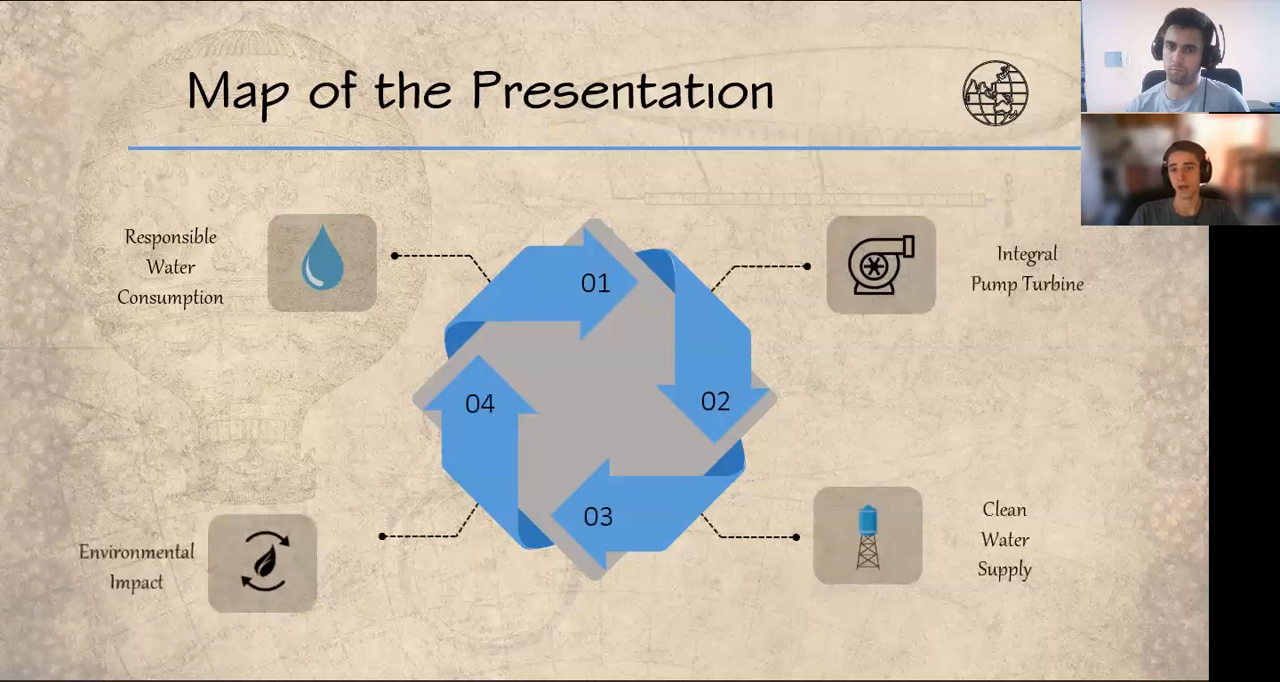 Map of the Presentation
Responsible
Water
Consumption
01
Integral
Pump Turbine
02
04
03
Environmental
Impact
Clean
Water
Supply